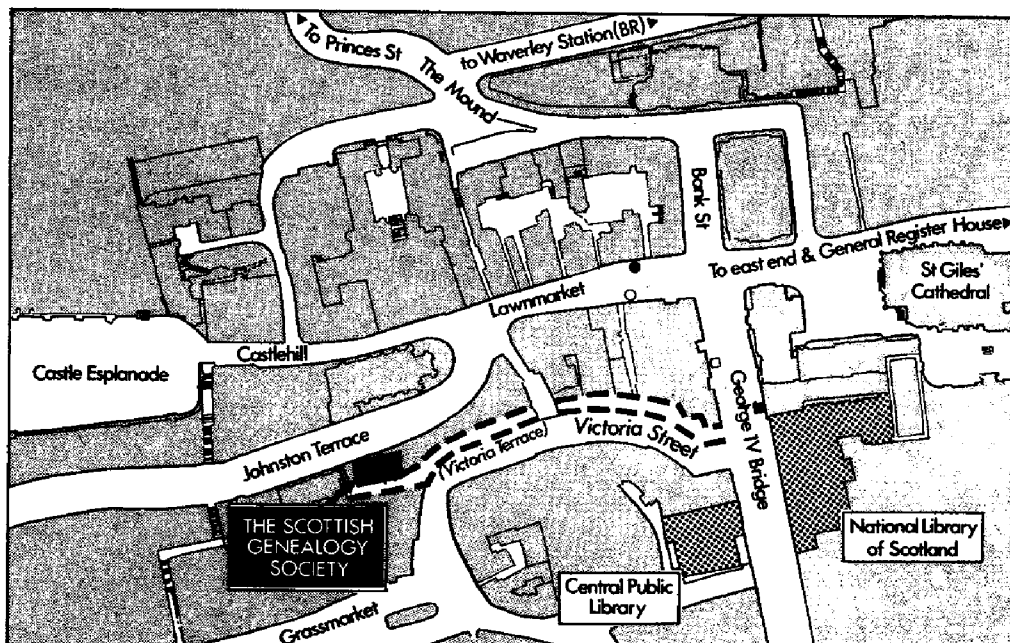 To Princes St
to Waverley Station(BR)
The Mound
Bank St
To east end & General Register House
St Giles'
Cathedral
Lawnmarket
Castlehill
Castle Esplanade
George IV Bridge
Johnston Terrace
(Victoria Terrace)
Victoria Street
THE SCOTTISH
GENEALOGY
SOCIETY
National Library
of Scotland
Central Public
Library
Grassmarket